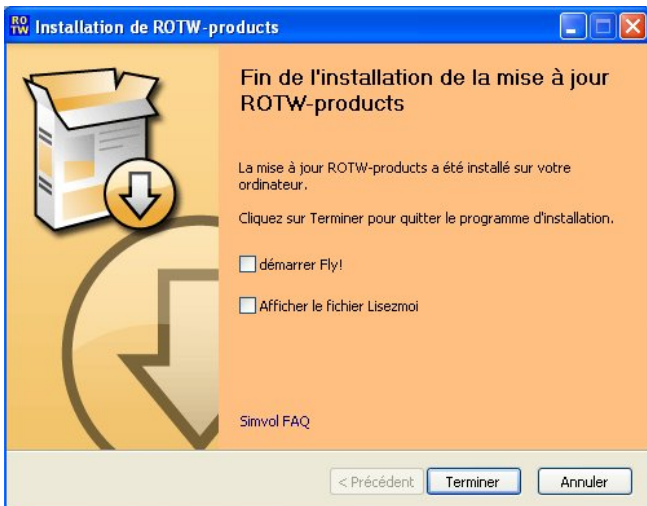 RO
TW
Installation de ROTW-products
Fin de l'installation de la mise à jour
ROTW-products
La mise à jour ROTW-products a été installé sur votre
ordinateur.
Cliquez sur Terminer pour quitter le programme d'installation.
démarrer Fly!
Afficher le fichier Lisezmoi
Simvol FAQ
< Précédent
Terminer
Annuler